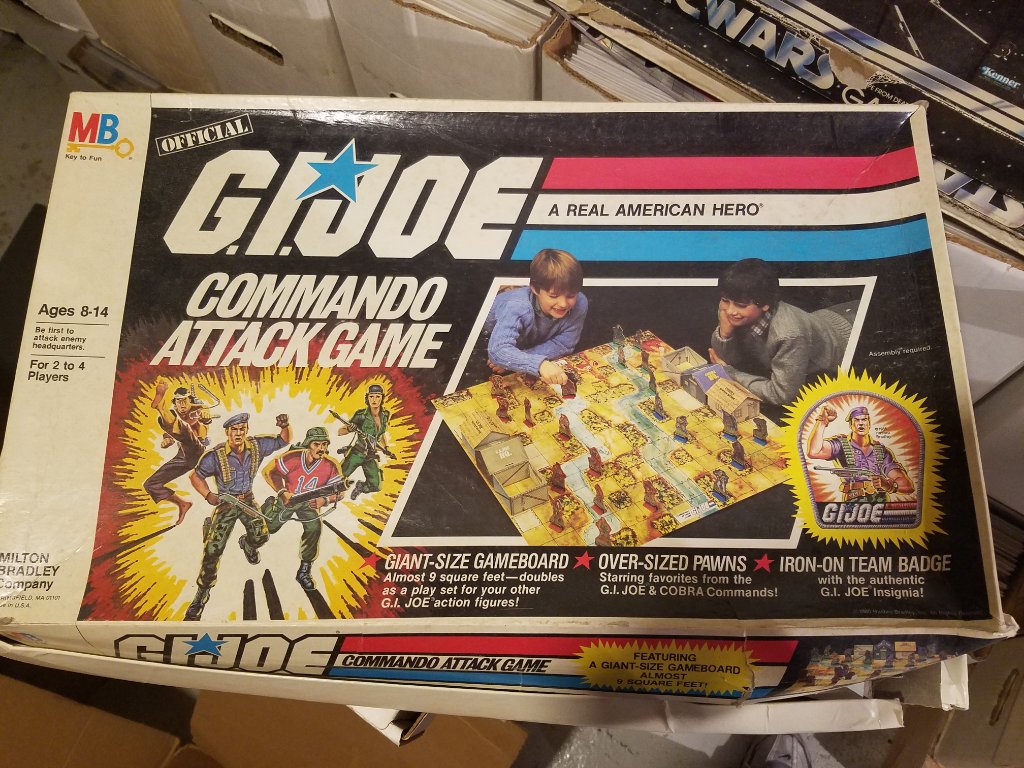 WARS
Kenner
MB
Key to Fun
OFFICIAL
G.I. JOE
A REAL AMERICAN HERO®
COMMANDO
ATTACK GAME
Ages 8-14
Be first to
attack enemy
headquarters.
For 2 to 4
Players
Assembly required
14
G.I. JOE
MILTON
BRADLEY
Company
MA 01101
U.S.A.
★ GIANT-SIZE GAMEBOARD ★ OVER-SIZED PAWNS ★ IRON-ON TEAM BADGE
Almost 9 square feet—doubles
as a play set for your other
G.I. JOE® action figures!
Starring favorites from the
G.I. JOE & COBRA Commands!
with the authentic
G.I. JOE® Insignia!
G.I. JOE
COMMANDO ATTACK GAME
FEATURING
A GIANT-SIZE GAMEBOARD
ALMOST
9 SQUARE FEET!